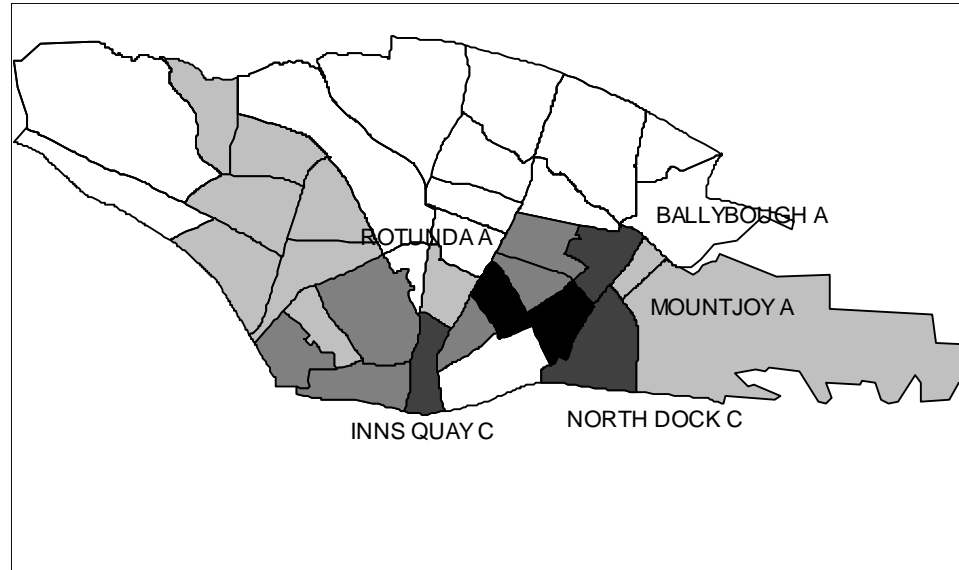 BALLYBOUGH A
ROTUNDA A
MOUNTJOY A
NORTH DOCK C
INNS QUAY C